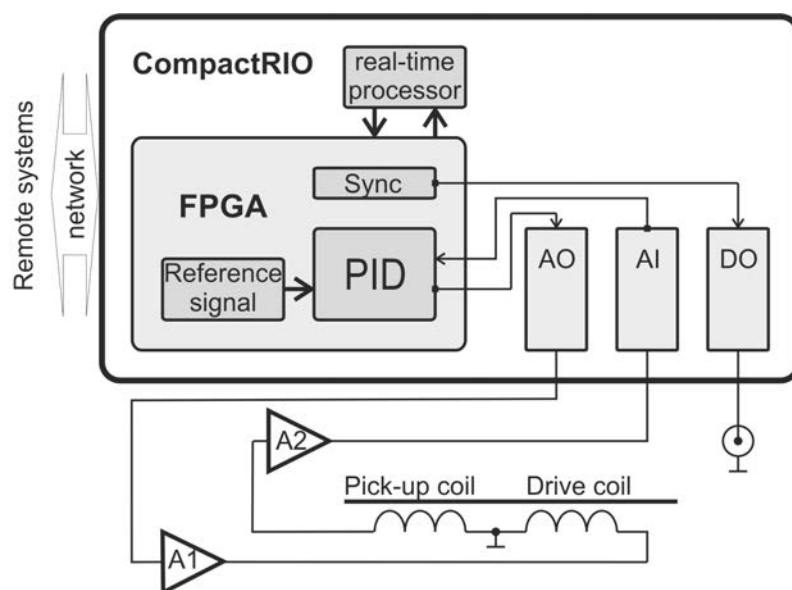 CompactRIO
real-time
processor
Remote systems
network
FPGA
Sync
Reference
signal
PID
AO
AI
DO
A2
Pick-up coil
Drive coil
A1